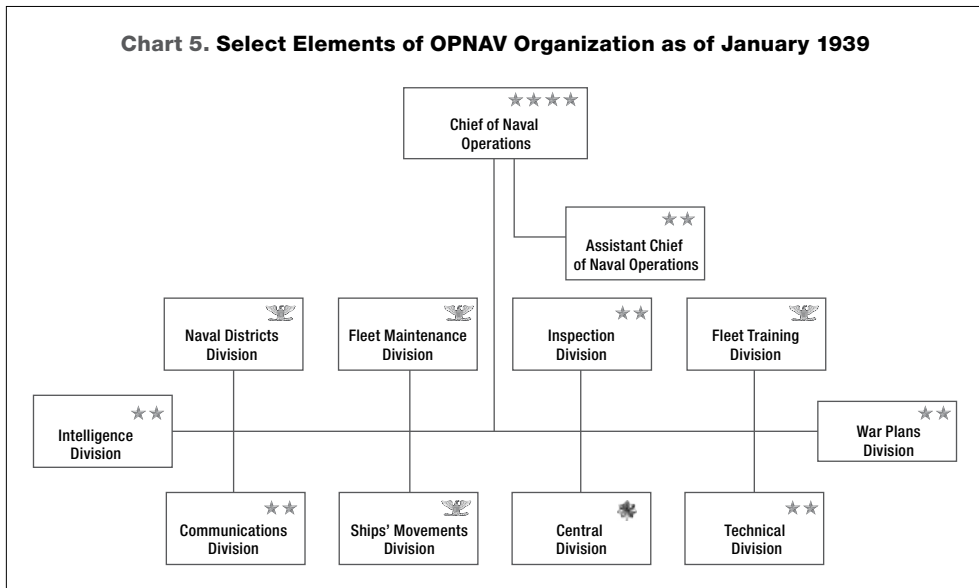 Chart 5. Select Elements of OPNAV Organization as of January 1939
Chief of Naval
Operations
Assistant Chief
of Naval Operations
Naval Districts
Division
Fleet Maintenance
Division
Inspection
Division
Fleet Training
Division
Intelligence
Division
War Plans
Division
Communications
Division
Ships’ Movements
Division
Central
Division
Technical
Division